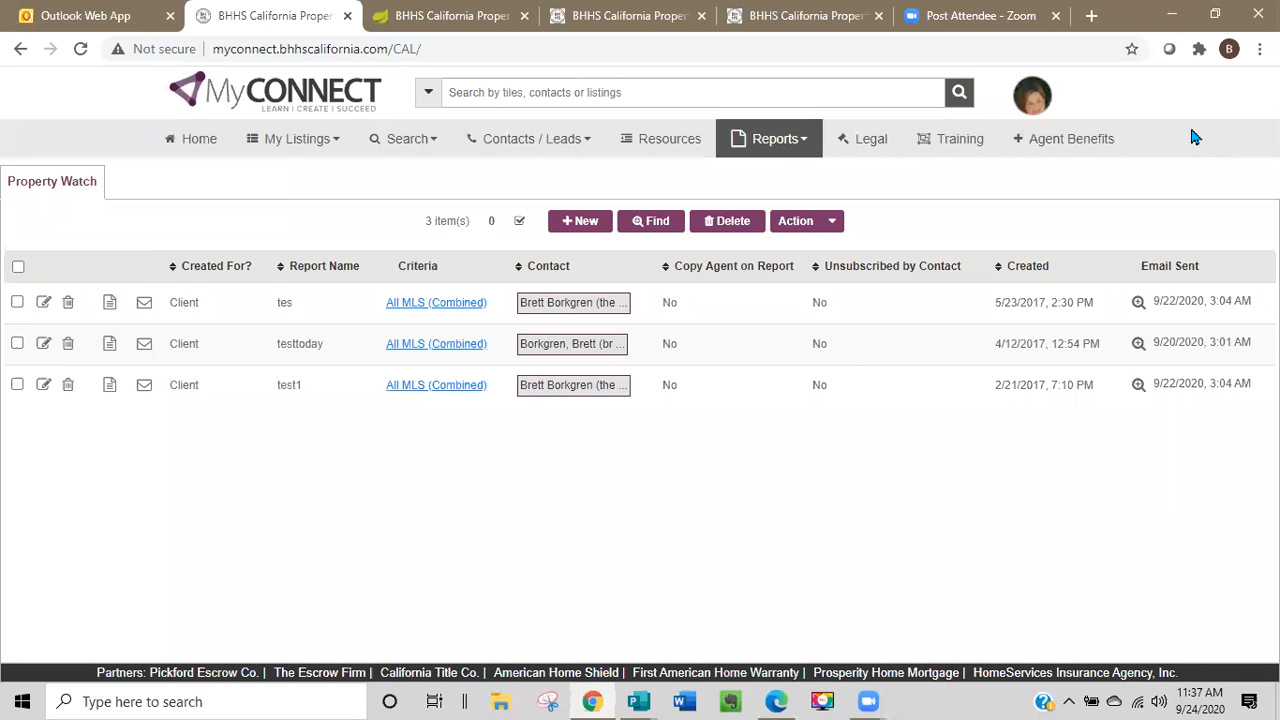 Outlook Web App
BHHS California Proper
BHHS California Property
BHHS California Prope
BHHS California Property
Post Attendee - Zoom
Not secure
myconnect.bhhscalifornia.com/CAL/
B
MyCONNECT
LEARN | CREATE | SUCCEED
Search by tiles, contacts or listings
Home
My Listings
Search
Contacts / Leads
Resources
Reports
Legal
Training
Agent Benefits
Property Watch
3 item(s) 0 New Find Delete Action
Created For? Report Name Criteria Contact Copy Agent on Report Unsubscribed by Contact Created Email Sent
Client tes All MLS (Combined) Brett Borkgren (the ... No No 5/23/2017, 2:30 PM 9/22/2020, 3:04 AM
Client testtoday All MLS (Combined) Borkgren, Brett (br ... No No 4/12/2017, 12:54 PM 9/20/2020, 3:01 AM
Client test1 All MLS (Combined) Brett Borkgren (the ... No No 2/21/2017, 7:10 PM 9/22/2020, 3:04 AM
Partners: Pickford Escrow Co. | The Escrow Firm | California Title Co. | American Home Shield | First American Home Warranty | Prosperity Home Mortgage | HomeServices Insurance Agency, Inc.
Type here to search
11:37 AM
9/24/2020